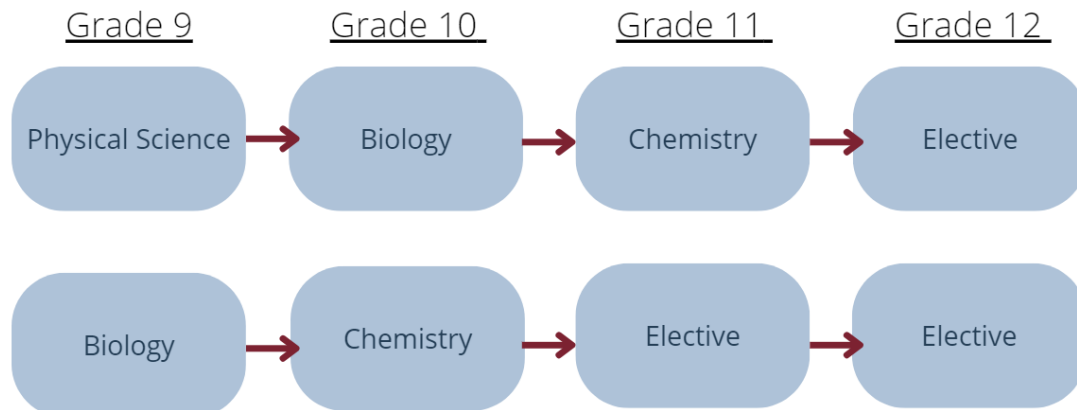 Grade 9 Grade 10 Grade 11 Grade 12
Physical Science Biology Chemistry Elective
Biology Chemistry Elective Elective